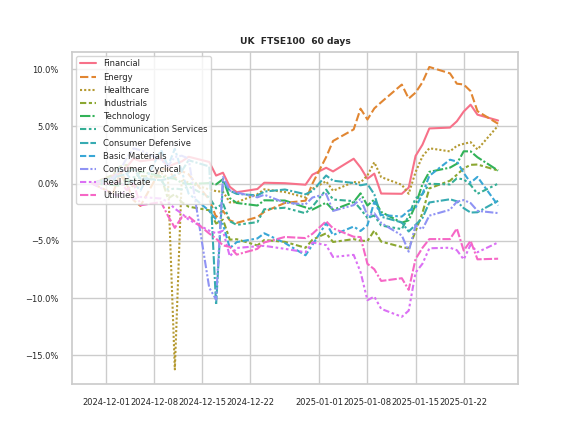 UK  FTSE100  60 days
10.0%
5.0%
0.0%
−5.0%
−10.0%
−15.0%
Financial
Energy
Healthcare
Industrials
Technology
Communication Services
Consumer Defensive
Basic Materials
Consumer Cyclical
Real Estate
Utilities
2024-12-01 2024-12-08 2024-12-15 2024-12-22 2025-01-01 2025-01-08 2025-01-15 2025-01-22